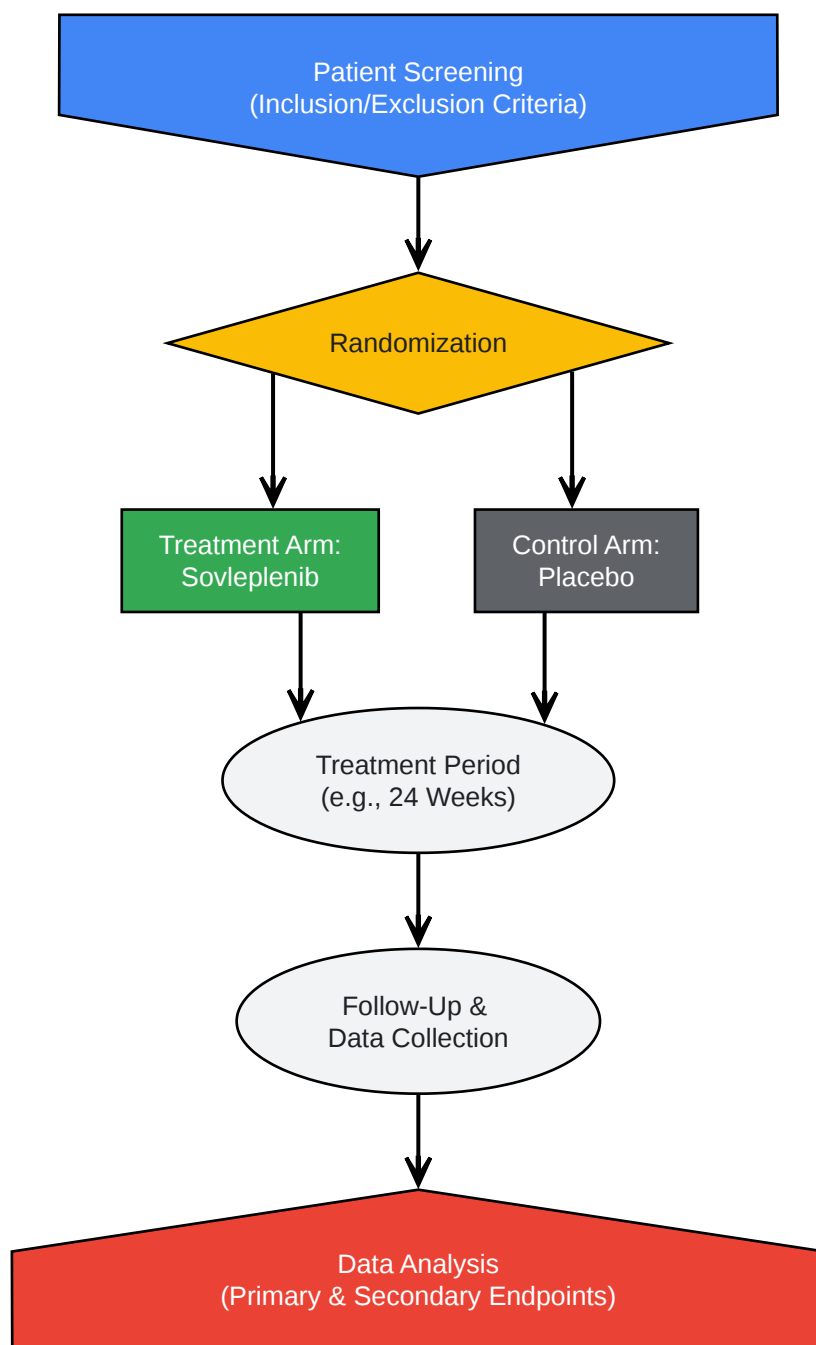 Patient Screening
(Inclusion/Exclusion Criteria)
Randomization
Treatment Arm:
Sovleplenib
Control Arm:
Placebo
Treatment Period
(e.g., 24 Weeks)
Follow-Up &
Data Collection
Data Analysis
(Primary & Secondary Endpoints)